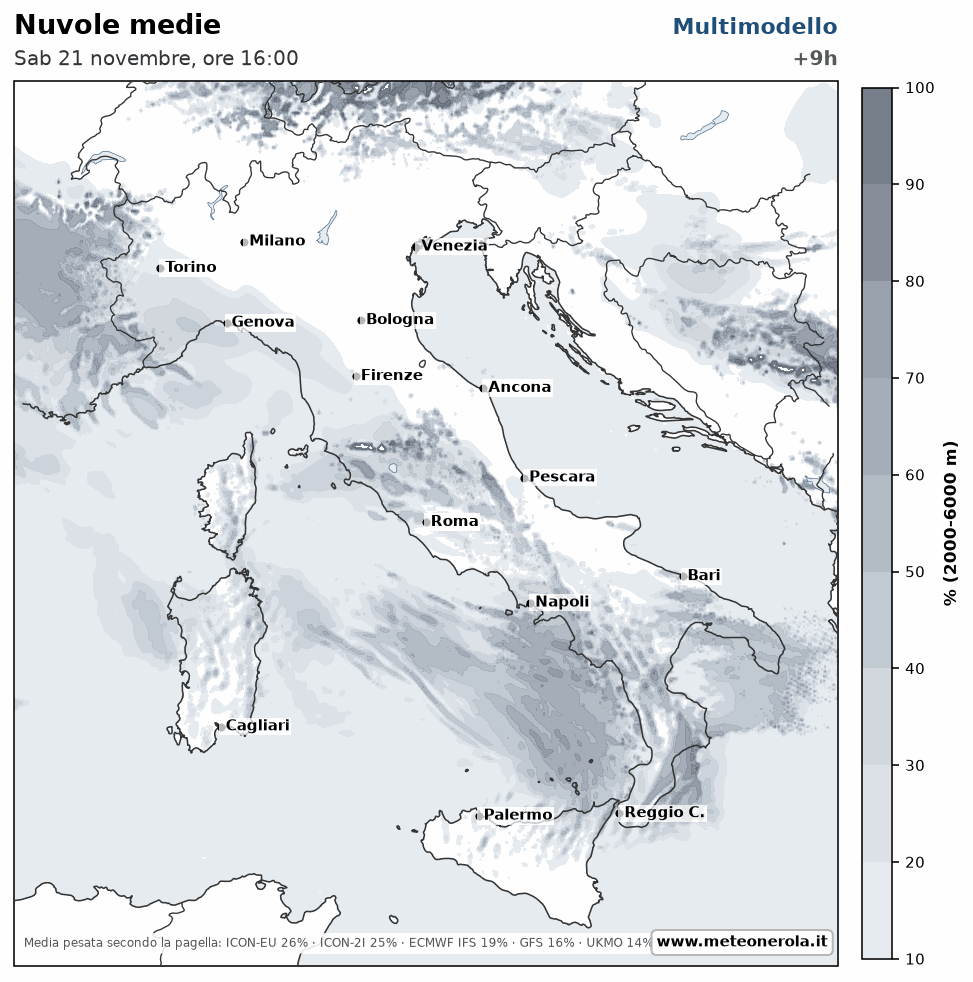 Nuvole medie
Multimodello
Sab 21 novembre, ore 16:00
+9h
Milano
Venezia
Torino
Genova
Bologna
Firenze
Ancona
Pescara
Roma
Bari
Napoli
Cagliari
Palermo
Reggio C.
Media pesata secondo la pagella: ICON-EU 26% · ICON-2I 25% · ECMWF IFS 19% · GFS 16% · UKMO 14%
www.meteonerola.it
100
90
80
70
60
50
40
30
20
10
% (2000-6000 m)